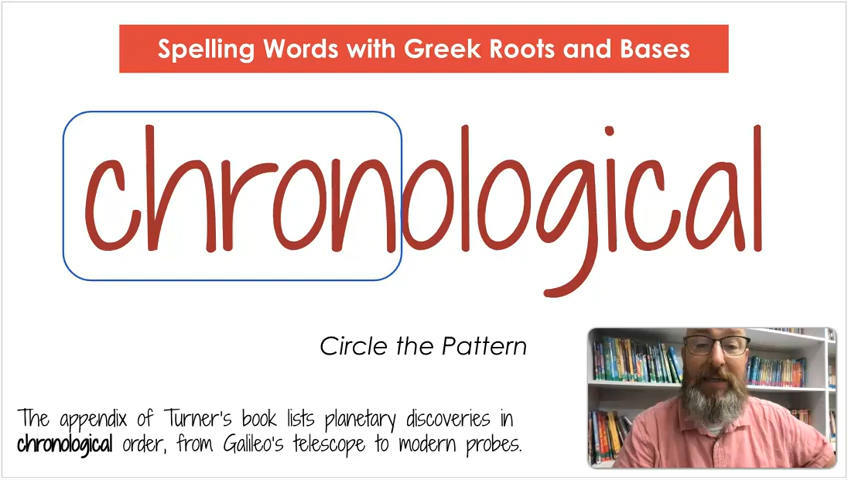 Spelling Words with Greek Roots and Bases
chronological
Circle the Pattern
The appendix of Turner's book lists planetary discoveries in
chronological order, from Galileo's telescope to modern probes.